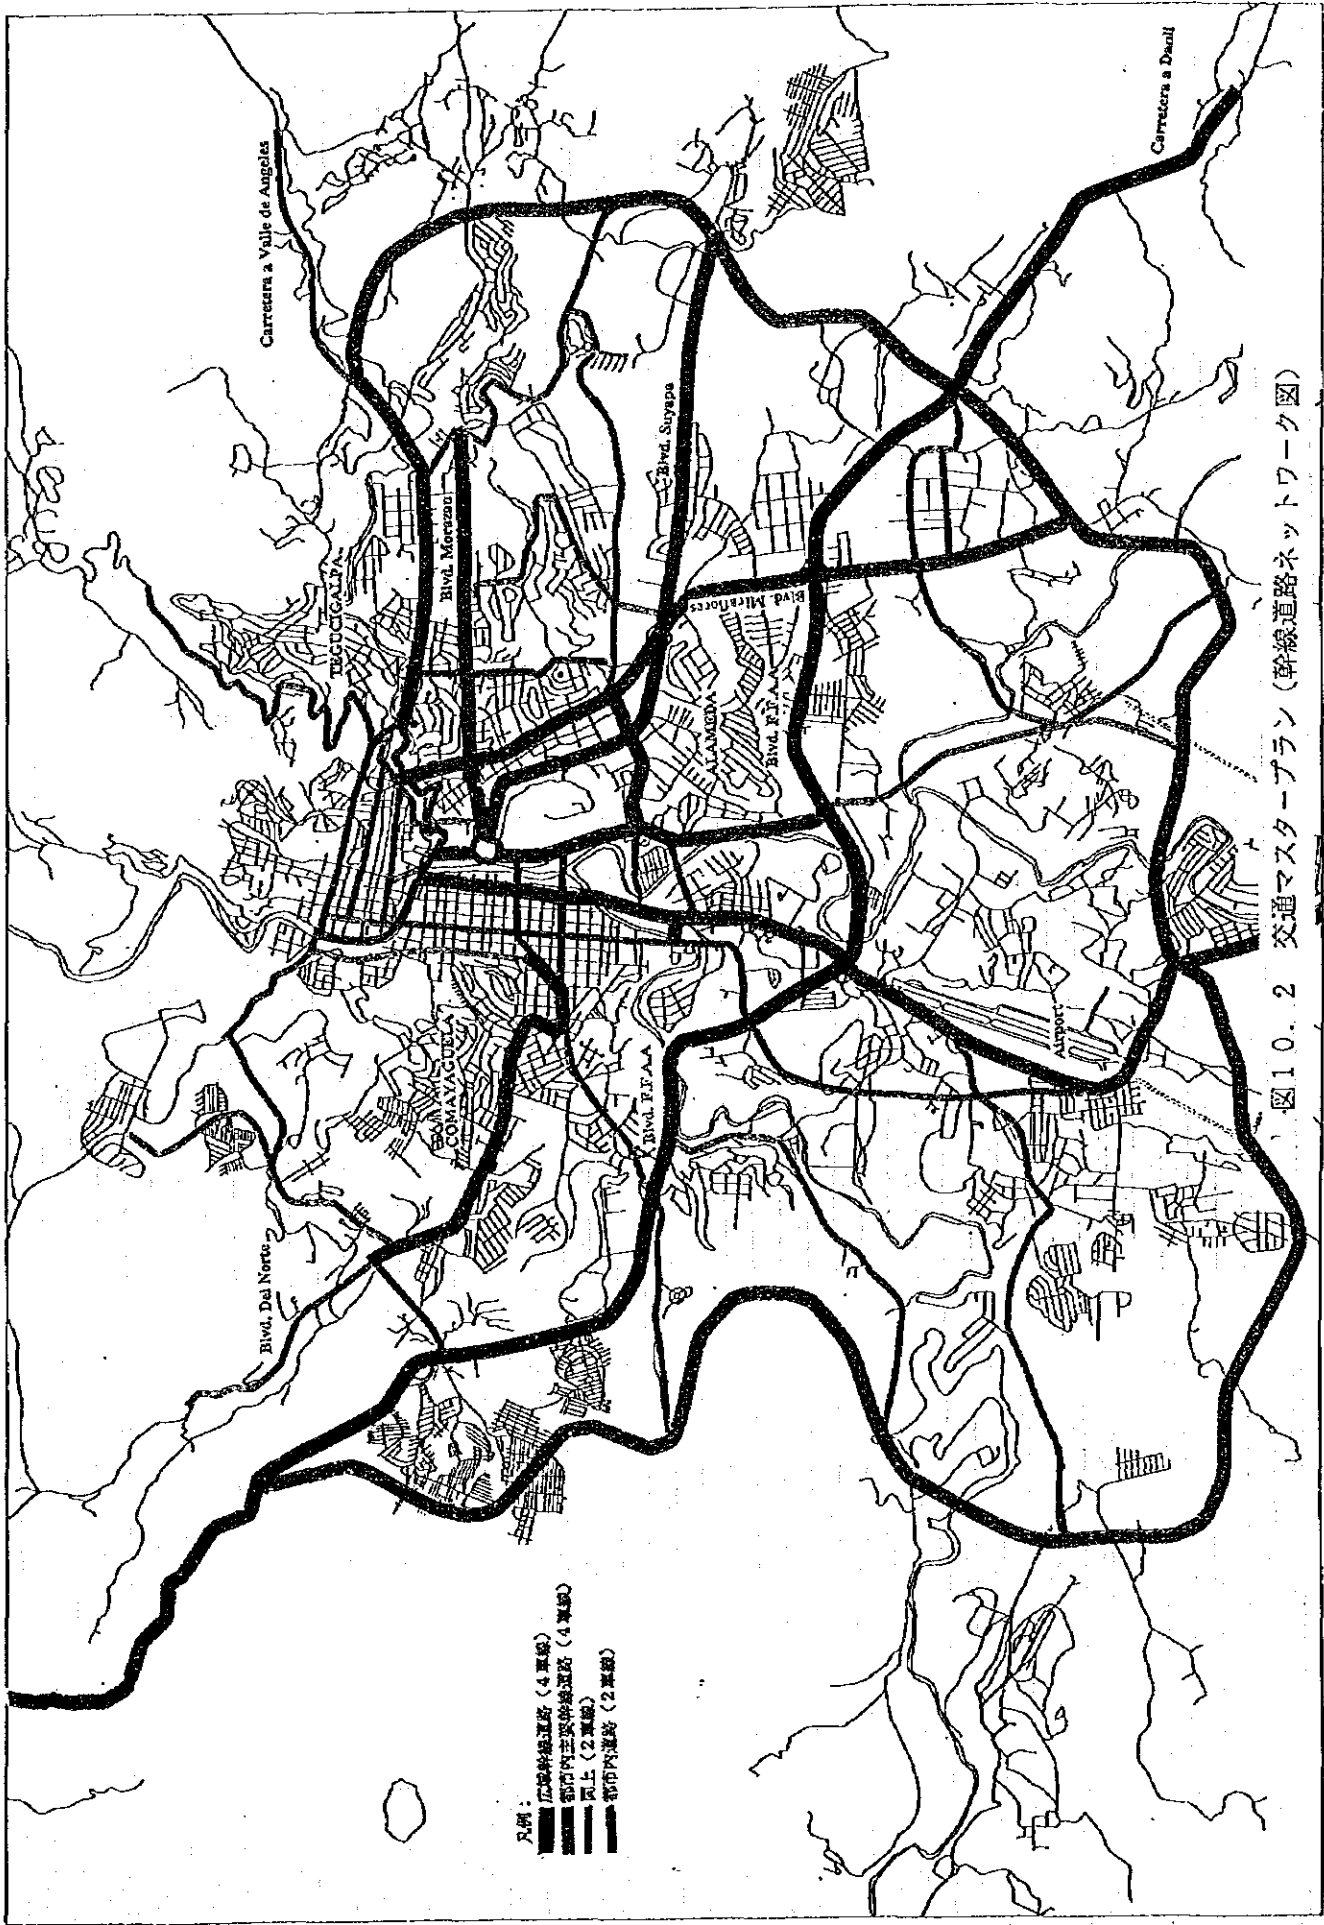 Carretera a Valle de Angeles
Carretera a Danlí
TEGUCIGALPA
Blvd. Morazan
Blvd. Suyapa
Blvd. Miraflores
ALAMEDA
Blvd. F.F.A.A
COMAYAGUELA
Blvd. F.F.A.A
Airport
Blvd. Del Norte
凡例:
広域幹線道路(4車線)
都市内主要幹線道路(4車線)
同上(2車線)
都市内道路(2車線)
図10.2 交通マスタープラン(幹線道路ネットワーク図)